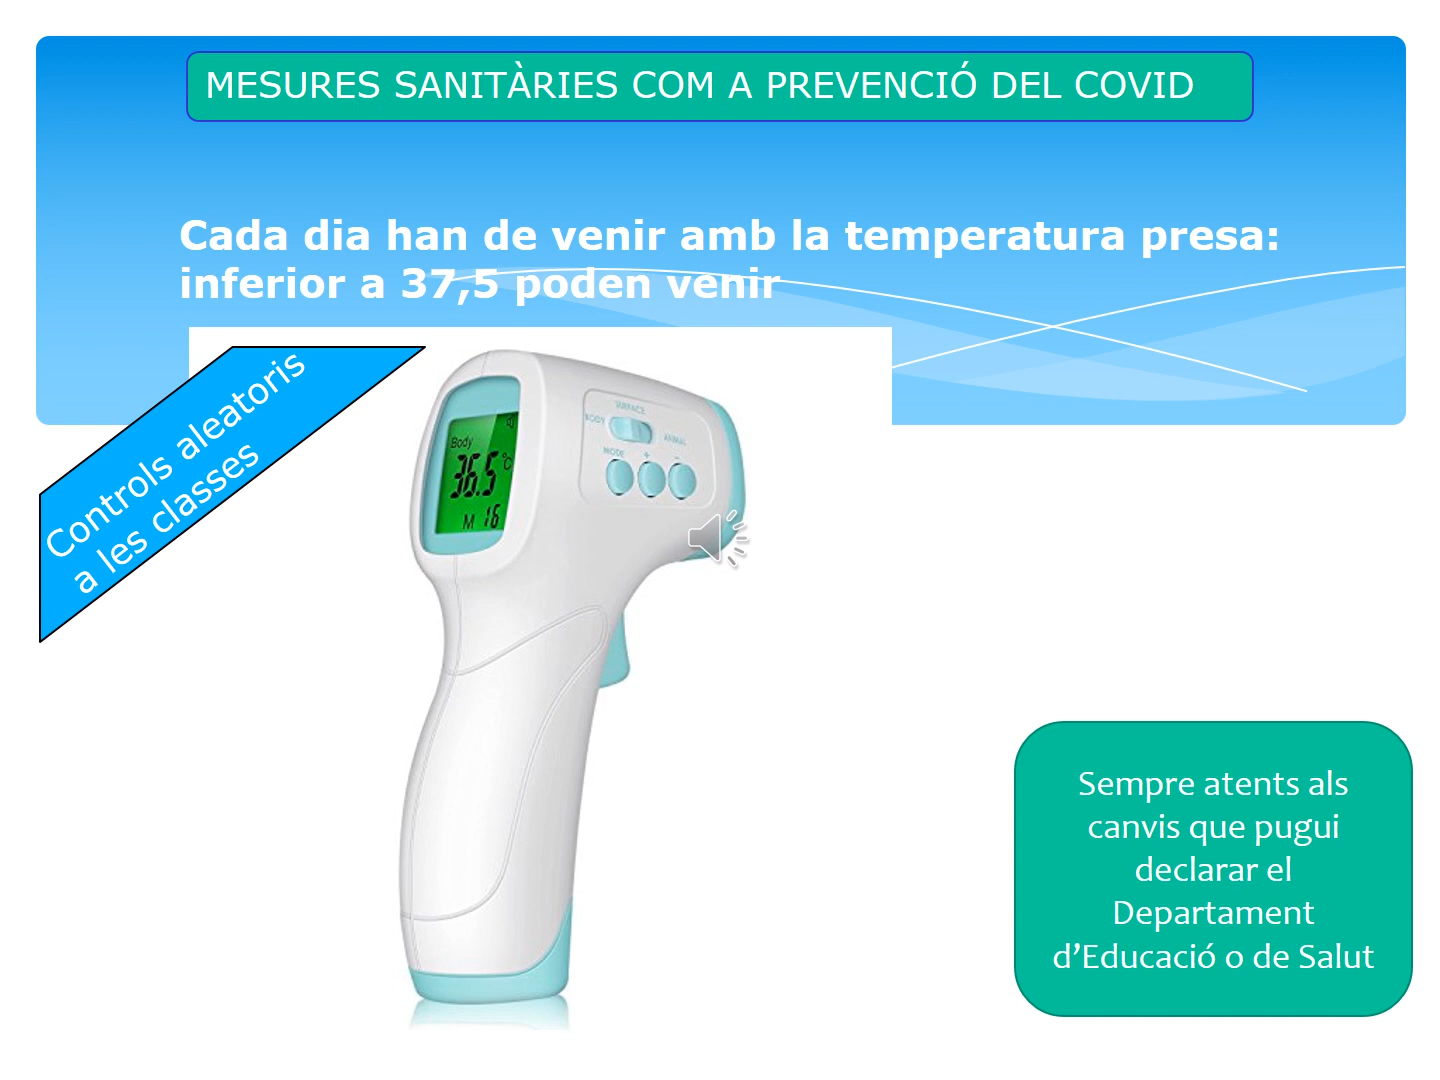 MESURES SANITÀRIES COM A PREVENCIÓ DEL COVID
Cada dia han de venir amb la temperatura presa:
inferior a 37,5 poden venir
Controls aleatoris
a les classes
SURFACE
BODY
ANIMAL
MODE + -
Body
36.5 °C
M 16
Sempre atents als
canvis que pugui
declarar el
Departament
d’Educació o de Salut